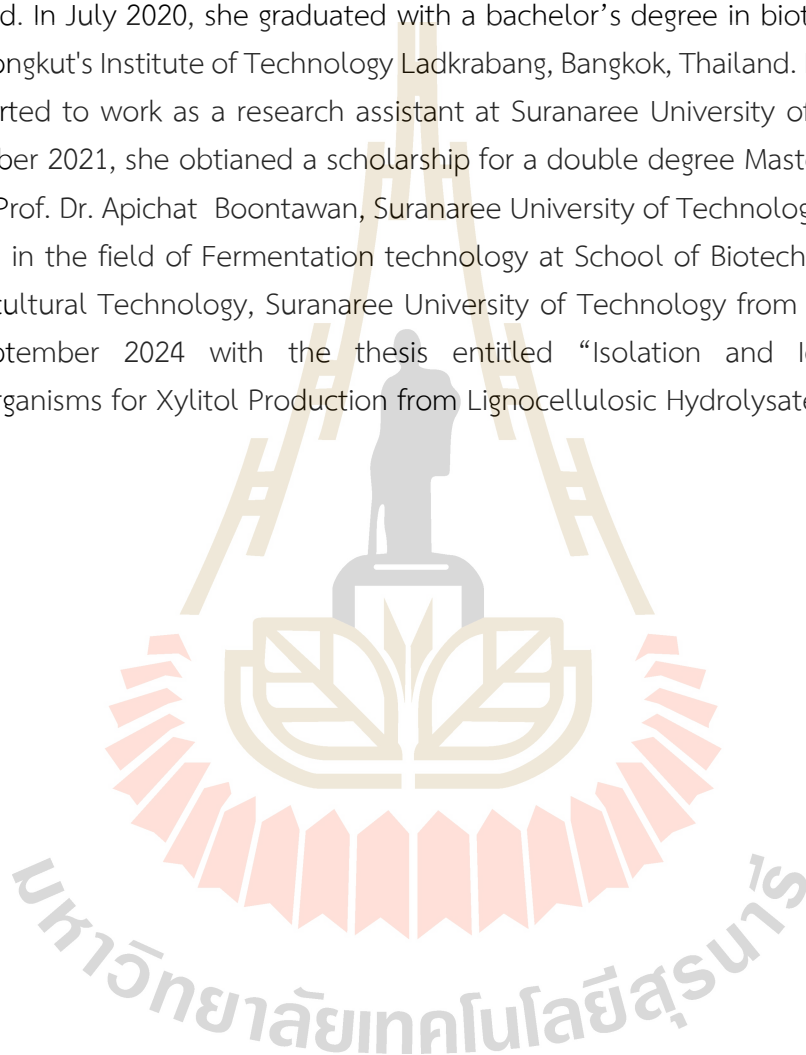 d. In July 2020, she graduated with a bachelor's degree in biot
ongkut's Institute of Technology Ladkrabang, Bangkok, Thailand.
rted to work as a research assistant at Suranaree University of
ber 2021, she obtianed a scholarship for a double degree Maste
Prof. Dr. Apichat Boontawan, Suranaree University of Technolog
in the field of Fermentation technology at School of Biotech
cultural Technology, Suranaree University of Technology from
ptember 2024 with the thesis entitled “Isolation and I
rganisms for Xylitol Production from Lignocellulosic Hydrolysate
มหาวิทยาลัยเทคโนโลยีสุรนารี